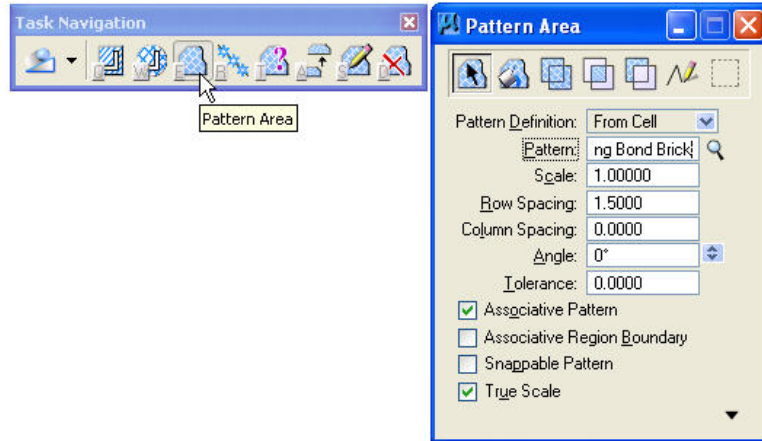 Task Navigation
Q W E R T A S D
Pattern Area
Pattern Area
Pattern Definition: From Cell
Pattern: ng Bond Brick
Scale: 1.00000
Row Spacing: 1.5000
Column Spacing: 0.0000
Angle: 0°
Tolerance: 0.0000
Associative Pattern
Associative Region Boundary
Snappable Pattern
True Scale